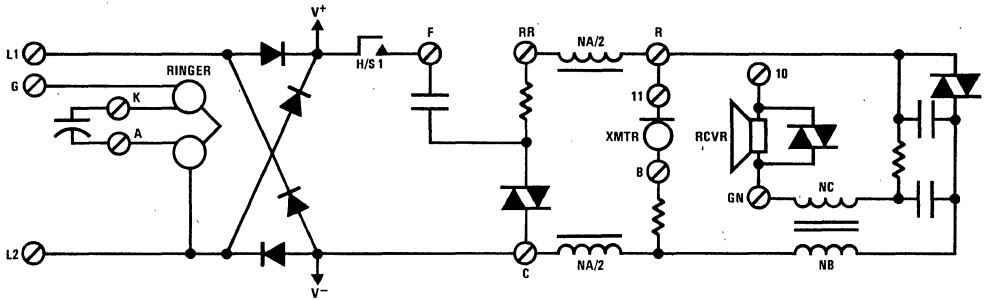 V+
L1
F
RR
NA/2
R
H/S 1
G
RINGER
K
A
10
11
XMTR
RCVR
B
GN
NC
L2
C
NA/2
NB
V−